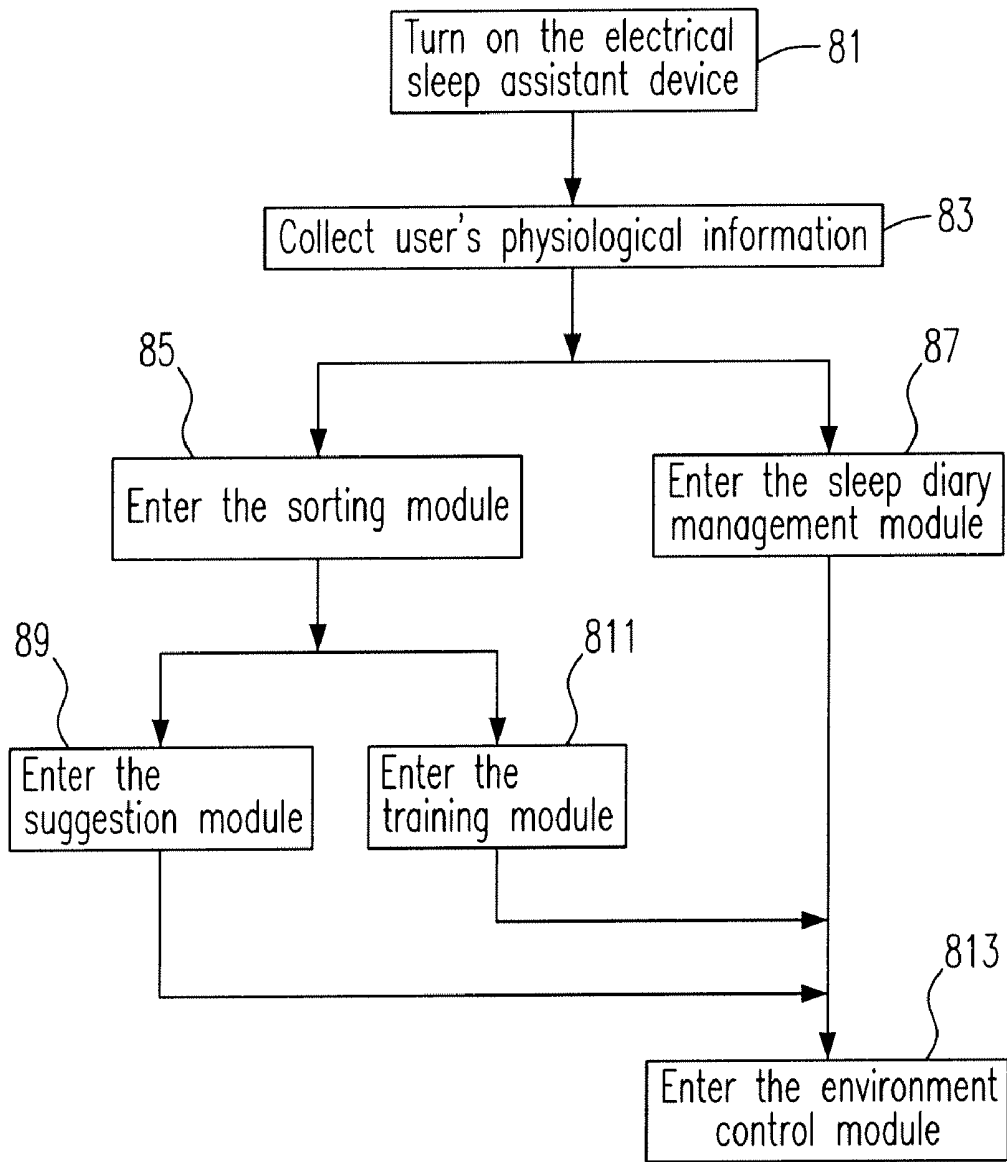 Turn on the electrical
sleep assistant device
81
Collect user's physiological information
83
85
87
Enter the sorting module
Enter the sleep diary
management module
89
811
Enter the
suggestion module
Enter the
training module
813
Enter the environment
control module